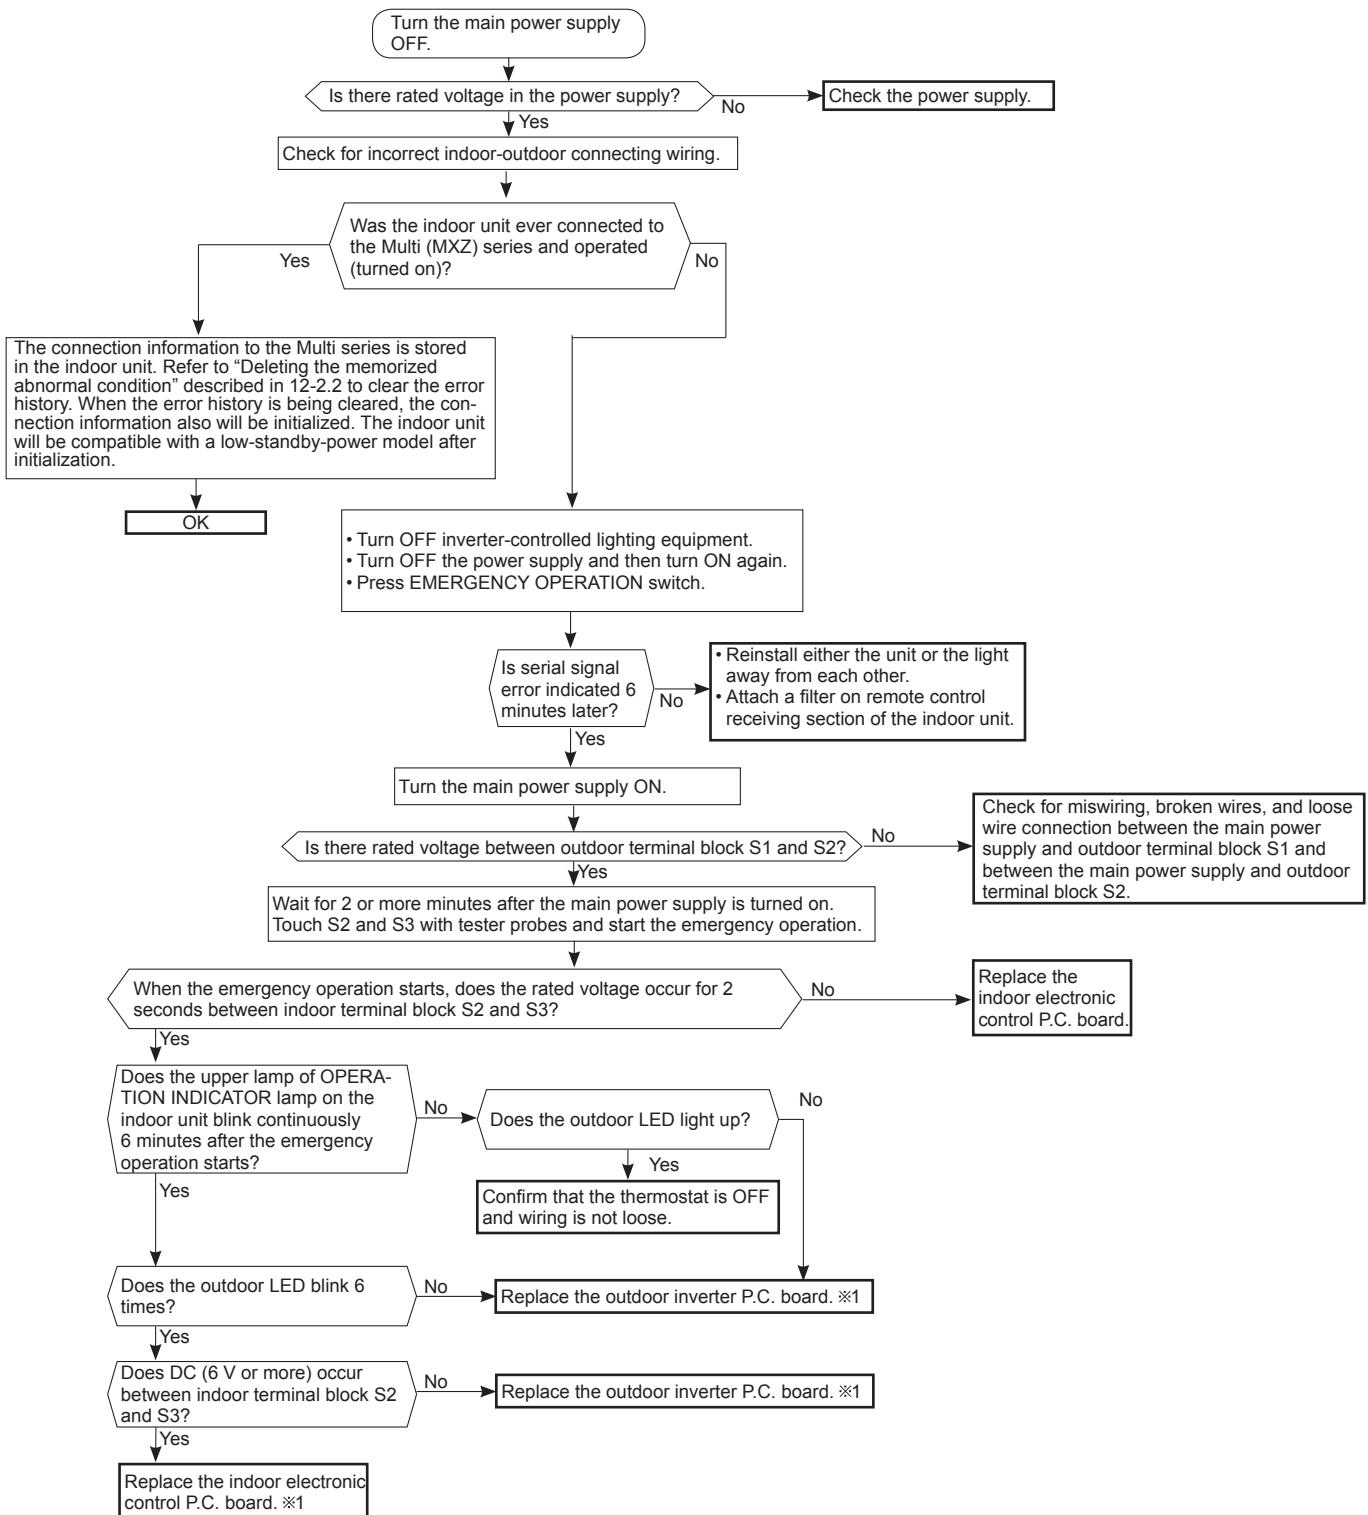 Turn the main power supply
OFF.
Is there rated voltage in the power supply?
No
Check the power supply.
Yes
Check for incorrect indoor-outdoor connecting wiring.
Was the indoor unit ever connected to
the Multi (MXZ) series and operated
(turned on)?
Yes
No
The connection information to the Multi series is stored
in the indoor unit. Refer to “Deleting the memorized
abnormal condition” described in 12-2.2 to clear the error
history. When the error history is being cleared, the con-
nection information also will be initialized. The indoor unit
will be compatible with a low-standby-power model after
initialization.
OK
• Turn OFF inverter-controlled lighting equipment.
• Turn OFF the power supply and then turn ON again.
• Press EMERGENCY OPERATION switch.
Is serial signal
error indicated 6
minutes later?
No
• Reinstall either the unit or the light
away from each other.
• Attach a filter on remote control
receiving section of the indoor unit.
Yes
Turn the main power supply ON.
Is there rated voltage between outdoor terminal block S1 and S2?
No
Check for miswiring, broken wires, and loose
wire connection between the main power
supply and outdoor terminal block S1 and
between the main power supply and outdoor
terminal block S2.
Yes
Wait for 2 or more minutes after the main power supply is turned on.
Touch S2 and S3 with tester probes and start the emergency operation.
When the emergency operation starts, does the rated voltage occur for 2
seconds between indoor terminal block S2 and S3?
No
Replace the
indoor electronic
control P.C. board.
Yes
Does the upper lamp of OPERA-
TION INDICATOR lamp on the
indoor unit blink continuously
6 minutes after the emergency
operation starts?
No
Does the outdoor LED light up?
No
Yes
Confirm that the thermostat is OFF
and wiring is not loose.
Yes
Does the outdoor LED blink 6
times?
No
Replace the outdoor inverter P.C. board. ※1
Yes
Does DC (6 V or more) occur
between indoor terminal block S2
and S3?
No
Replace the outdoor inverter P.C. board. ※1
Yes
Replace the indoor electronic
control P.C. board. ※1